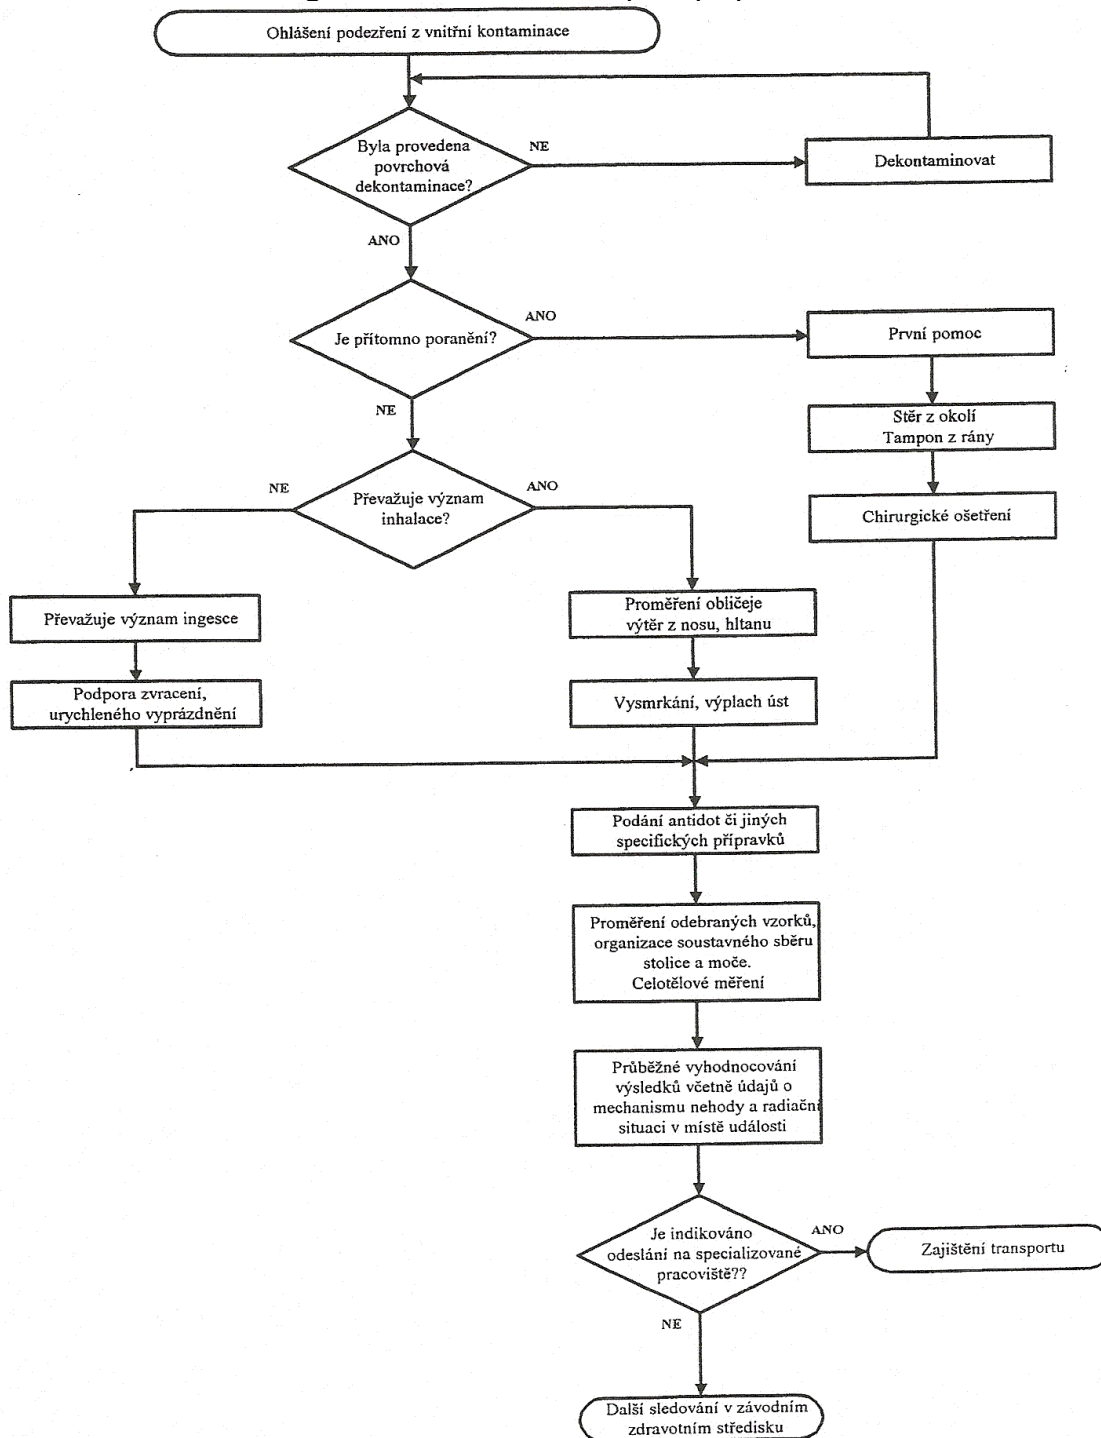 Ohlášení podezření z vnitřní kontaminace
Byla provedena
povrchová
dekontaminace?
NE
Dekontaminovat
ANO
Je přítomno poranění?
ANO
První pomoc
NE
Stěr z okolí
Tampon z rány
Chirurgické ošetření
Převažuje význam
inhalace?
NE
ANO
Převažuje význam ingesce
Podpora zvracení,
urychleného vyprázdnění
Proměření obličeje
výtěr z nosu, hltanu
Vysmrkání, výplach úst
Podání antidot či jiných
specifických přípravků
Proměření odebraných vzorků,
organizace soustavného sběru
stolice a moče.
Celotělové měření
Průběžné vyhodnocování
výsledků včetně údajů o
mechanismu nehody a radiační
situaci v místě události
Je indikováno
odeslání na specializované
pracoviště??
ANO
Zajištění transportu
NE
Další sledování v závodním
zdravotním středisku